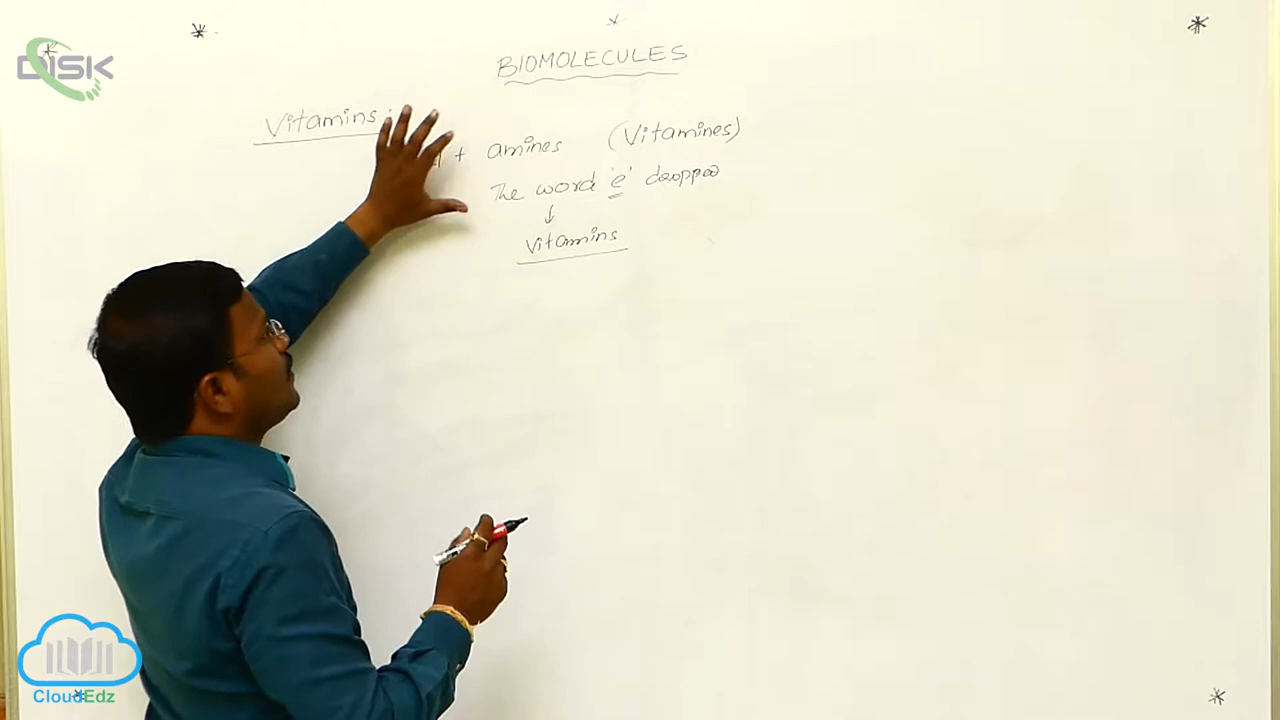 DISK
BIOMOLECULES
Vitamins
+ amines (Vitamines)
The word 'e' dropped
↓
Vitamins
CloudEdz